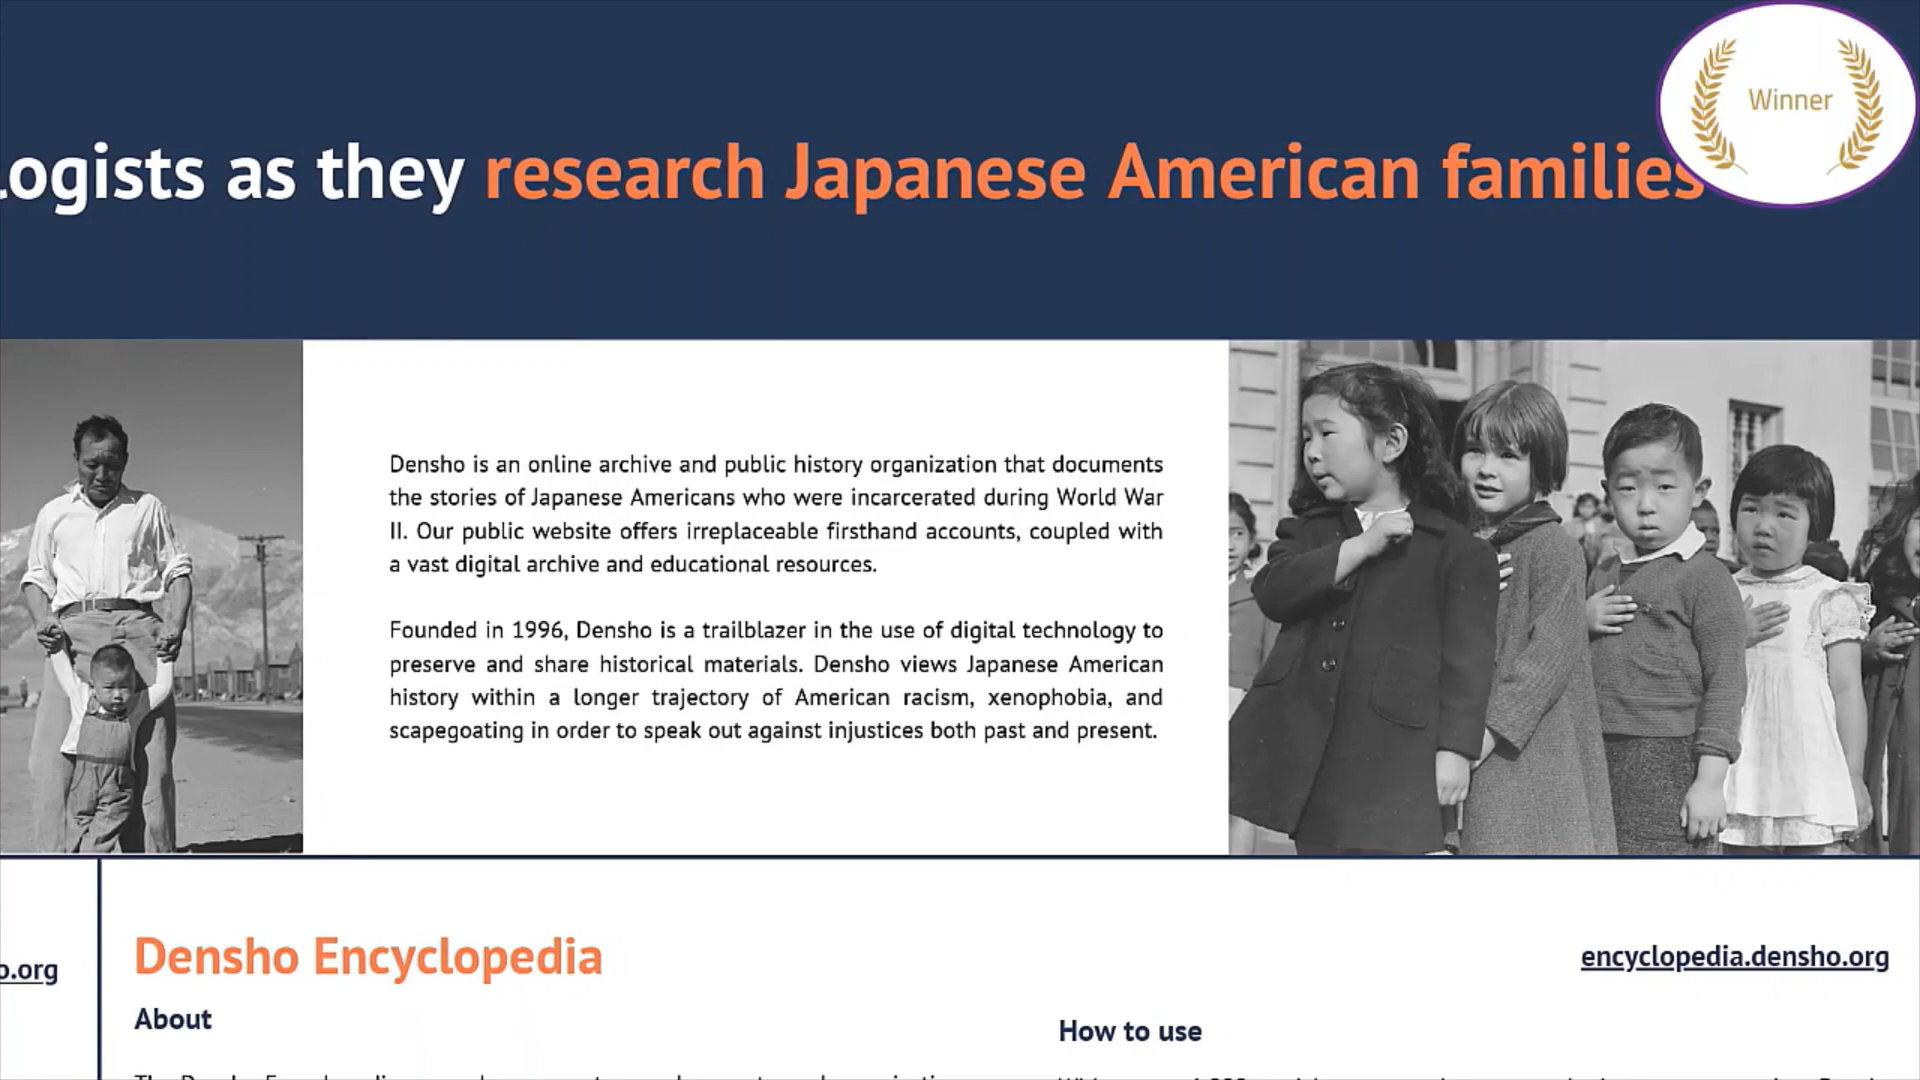 Winner
logists as they research Japanese American families
Densho is an online archive and public history organization that documents
the stories of Japanese Americans who were incarcerated during World War
II. Our public website offers irreplaceable firsthand accounts, coupled with
a vast digital archive and educational resources.
Founded in 1996, Densho is a trailblazer in the use of digital technology to
preserve and share historical materials. Densho views Japanese American
history within a longer trajectory of American racism, xenophobia, and
scapegoating in order to speak out against injustices both past and present.
o.org
Densho Encyclopedia
encyclopedia.densho.org
About
How to use